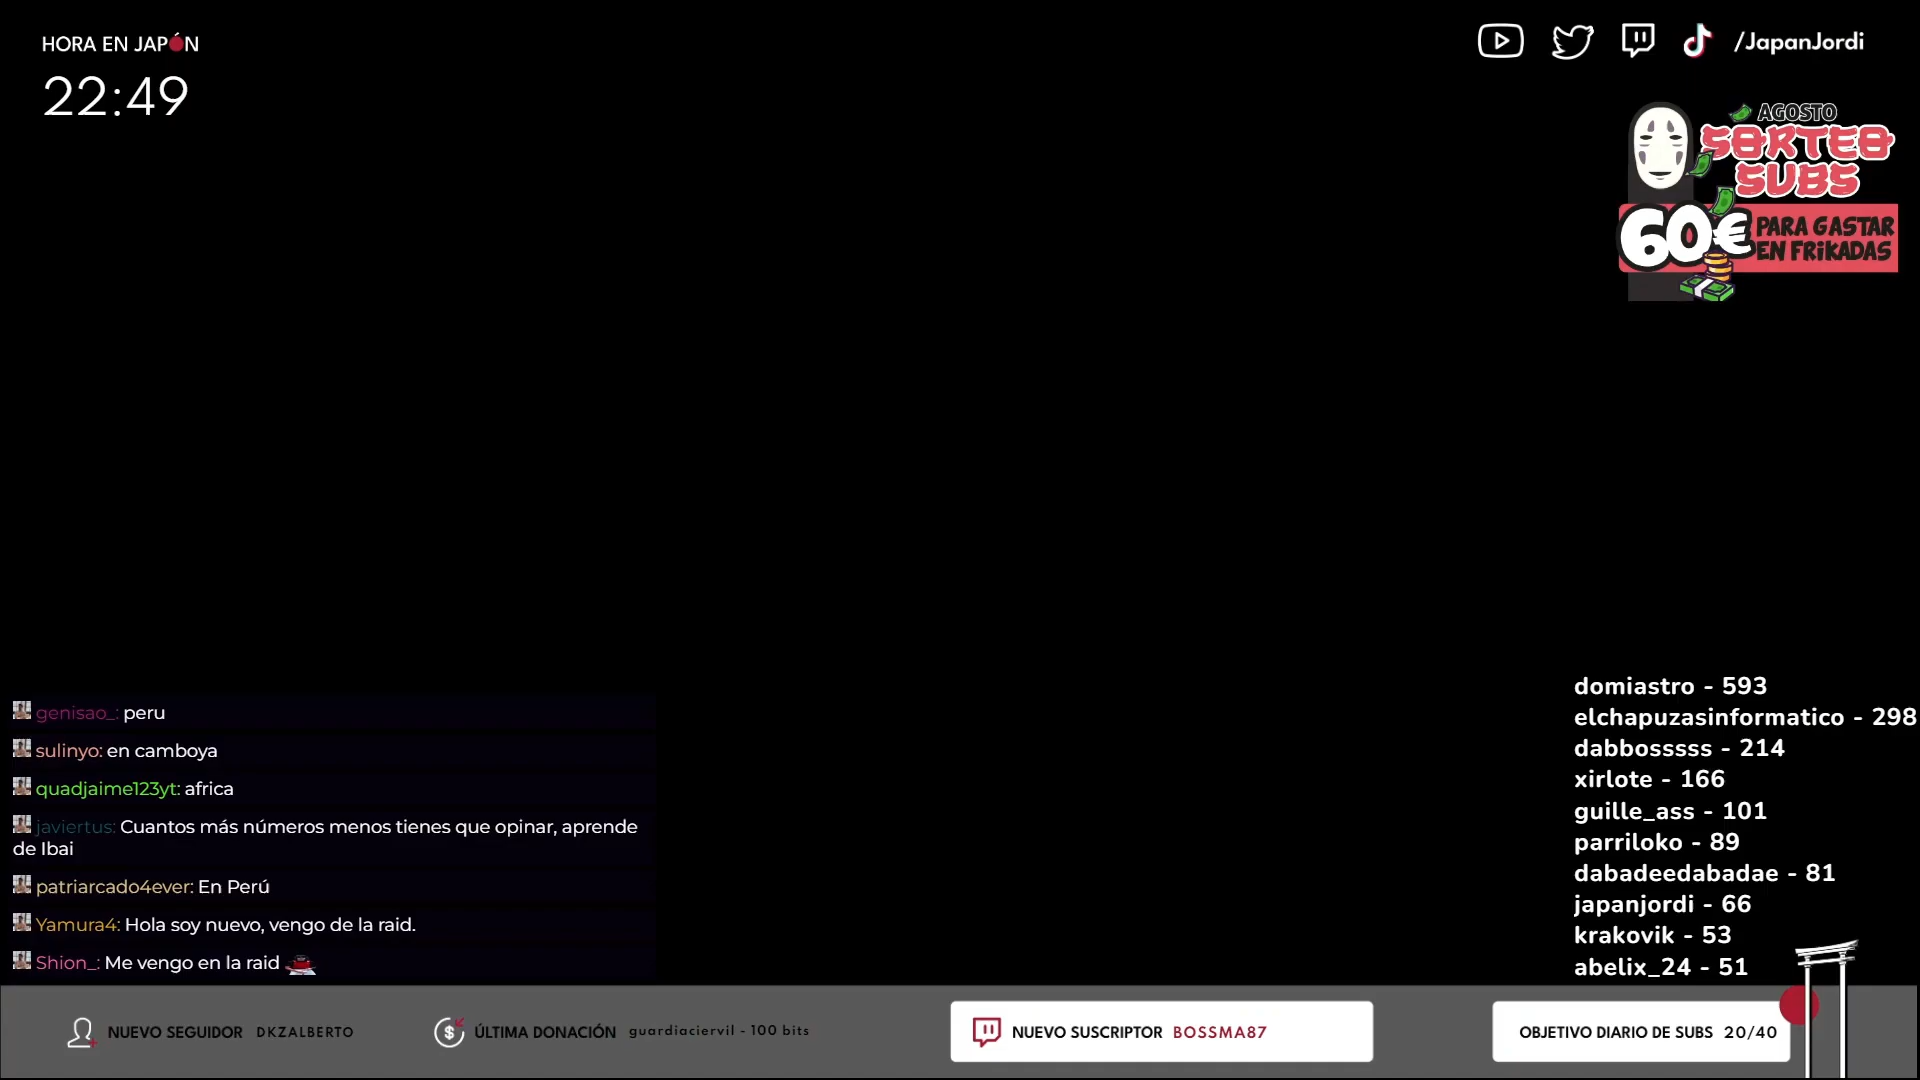 HORA EN JAPÓN
22:49
/JapanJordi
AGOSTO
SORTEO
SUBS
60€ PARA GASTAR
EN FRIKADAS
genisao_: peru
sulinyo: en camboya
quadjaime123yt: africa
javiertus: Cuantos más números menos tienes que opinar, aprende
de Ibai
patriarcado4ever: En Perú
Yamura4: Hola soy nuevo, vengo de la raid.
Shion_: Me vengo en la raid
domiastro - 593
elchapuzasinformatico - 298
dabbosssss - 214
xirlote - 166
guille_ass - 101
parriloko - 89
dabadeedabadae - 81
japanjordi - 66
krakovik - 53
abelix_24 - 51
NUEVO SEGUIDOR DKZALBERTO
ÚLTIMA DONACIÓN guardiaciervil - 100 bits
NUEVO SUSCRIPTOR BOSSMA87
OBJETIVO DIARIO DE SUBS 20/40